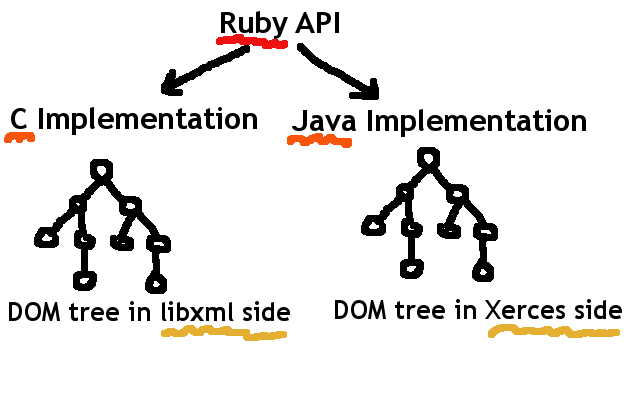 Ruby API
C Implementation
Java Implementation
DOM tree in libxml side
DOM tree in Xerces side